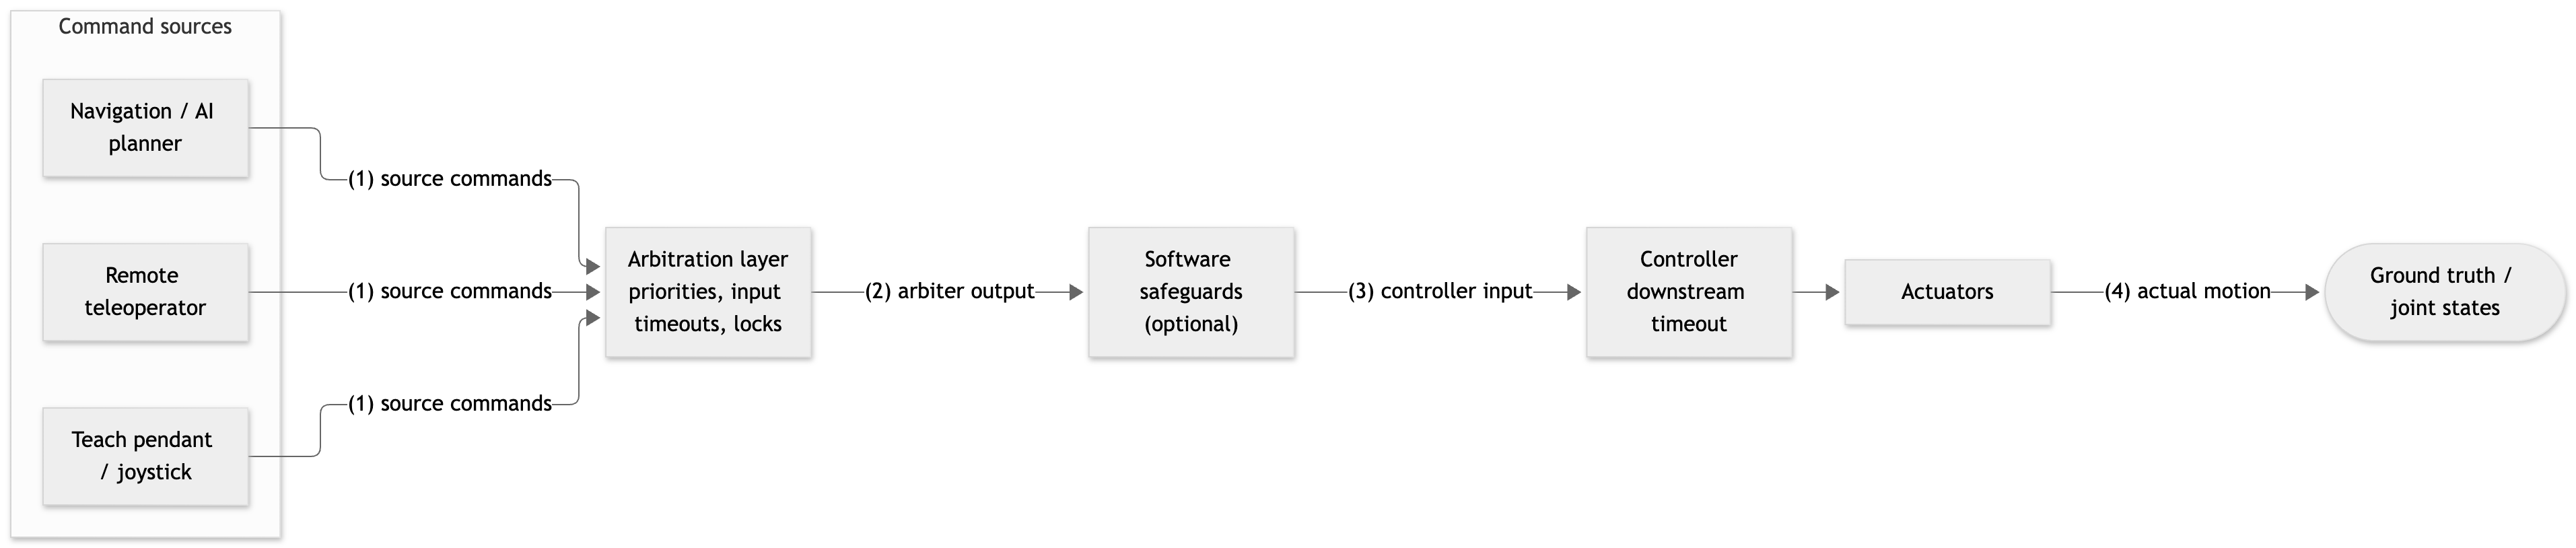 Command sources
Navigation / AI
planner
(1) source commands
Remote
teleoperator
(1) source commands
Teach pendant
/ joystick
(1) source commands
Arbitration layer
priorities, input
timeouts, locks
(2) arbiter output
Software
safeguards
(optional)
(3) controller input
Controller
downstream
timeout
Actuators
(4) actual motion
Ground truth /
joint states